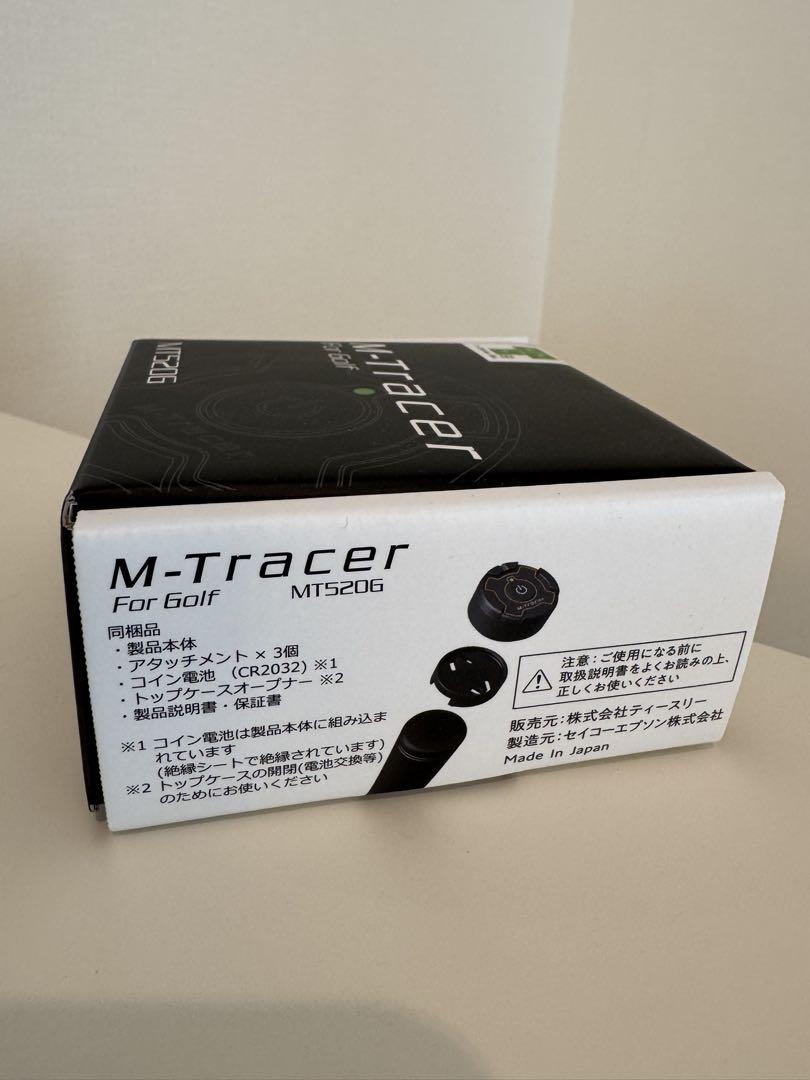 MT520G
M-Tracer
For Golf
M-Tracer
M-Tracer
For Golf MT520G
同梱品
・製品本体
・アタッチメント × 3個
・コイン電池 (CR2032) ※1
・トップケースオープナー ※2
・製品説明書・保証書
※1 コイン電池は製品本体に組み込ま
れています
(絶縁シートで絶縁されています)
※2 トップケースの開閉(電池交換等)
のためにお使いください
M-Tracer
注意：ご使用になる前に
取扱説明書をよくお読みの上、
正しくお使いください
販売元：株式会社ティースリー
製造元：セイコーエプソン株式会社
Made In Japan